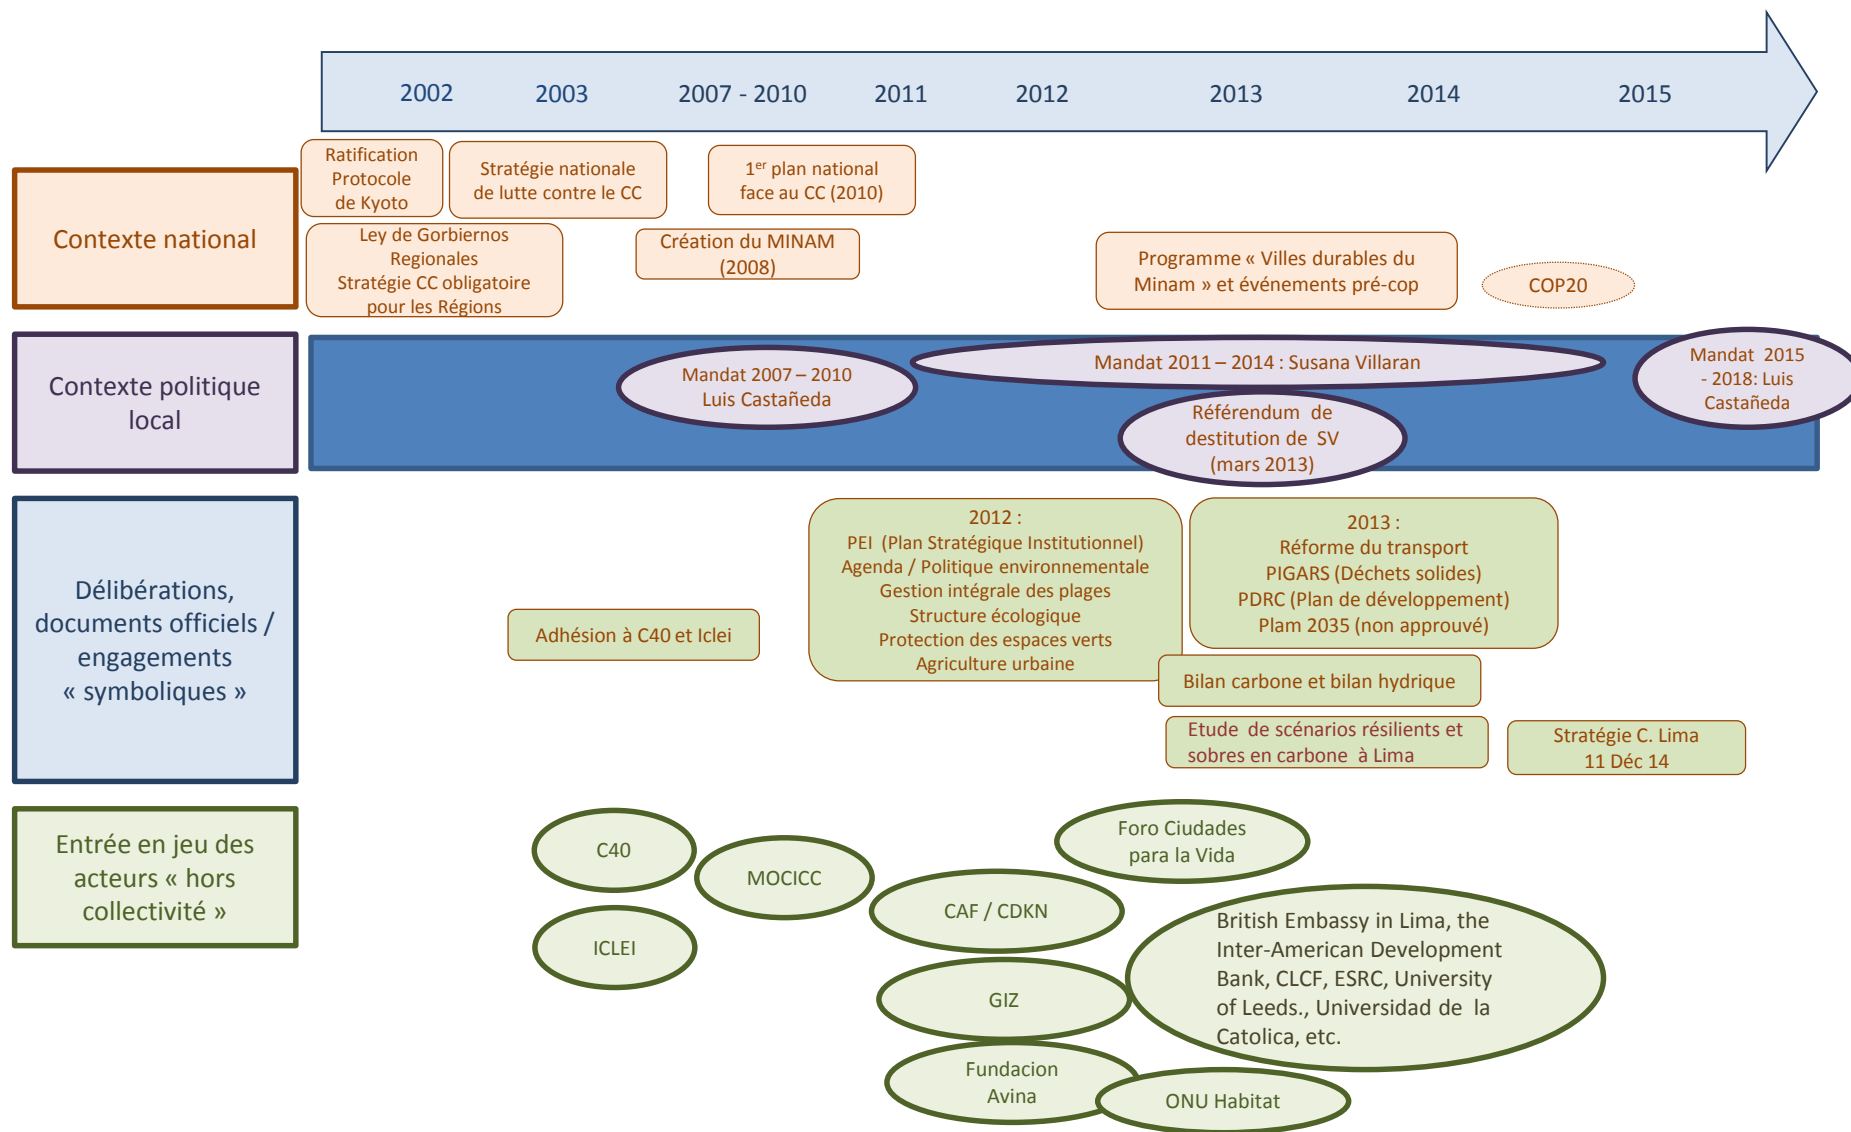 2002
2003
2007 - 2010
2011
2012
2013
2014
2015
Contexte national
Ratification
Protocole
de Kyoto
Stratégie nationale
de lutte contre le CC
1er plan national
face au CC (2010)
Ley de Gorbiernos
Regionales
Stratégie CC obligatoire
pour les Régions
Création du MINAM
(2008)
Programme « Villes durables du
Minam » et événements pré-cop
COP20
Contexte politique
local
Mandat 2007 – 2010
Luis Castañeda
Mandat 2011 – 2014 : Susana Villaran
Référendum de
destitution de SV
(mars 2013)
Mandat 2015
- 2018: Luis
Castañeda
Délibérations,
documents officiels /
engagements
« symboliques »
Adhésion à C40 et Iclei
2012 :
PEI (Plan Stratégique Institutionnel)
Agenda / Politique environnementale
Gestion intégrale des plages
Structure écologique
Protection des espaces verts
Agriculture urbaine
2013 :
Réforme du transport
PIGARS (Déchets solides)
PDRC (Plan de développement)
Plam 2035 (non approuvé)
Bilan carbone et bilan hydrique
Etude de scénarios résilients et
sobres en carbone à Lima
Stratégie C. Lima
11 Déc 14
Entrée en jeu des
acteurs « hors
collectivité »
C40
ICLEI
MOCICC
CAF / CDKN
GIZ
Fundacion
Avina
Foro Ciudades
para la Vida
British Embassy in Lima, the
Inter-American Development
Bank, CLCF, ESRC, University
of Leeds., Universidad de la
Catolica, etc.
ONU Habitat